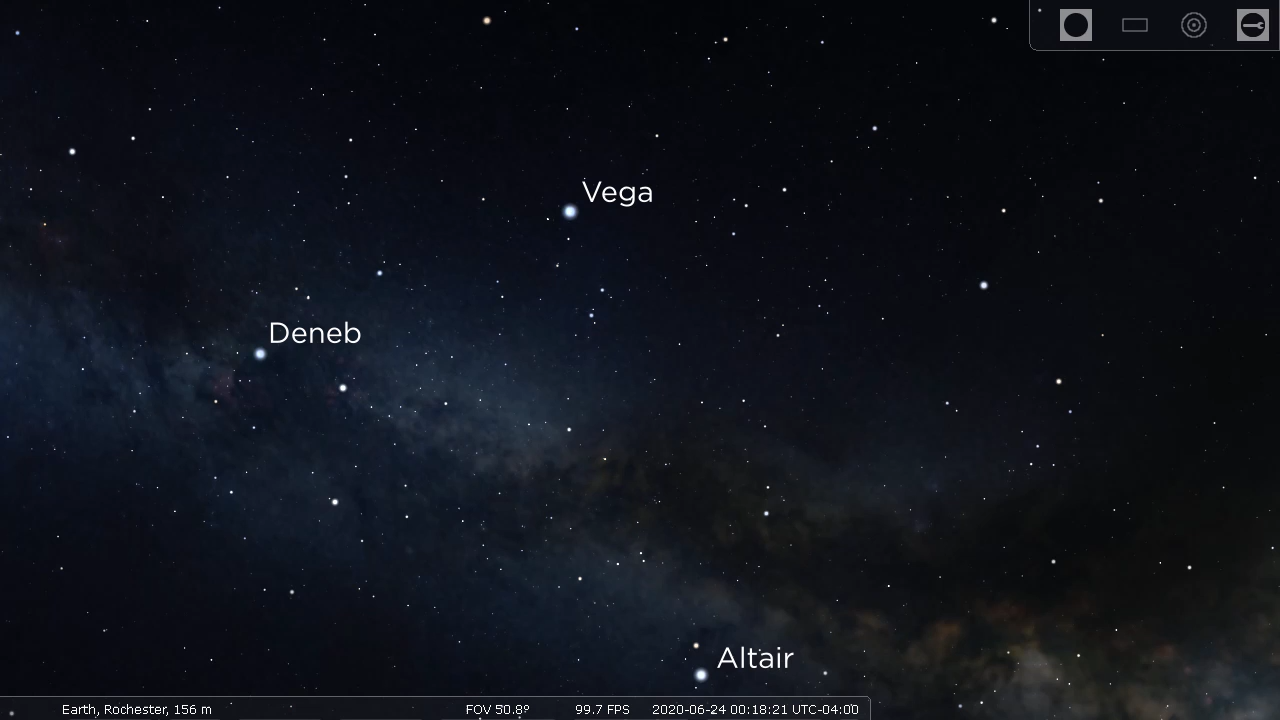 Vega
Deneb
Altair
Earth, Rochester, 156 m FOV 50.8° 99.7 FPS 2020-06-24 00:18:21 UTC-04:00